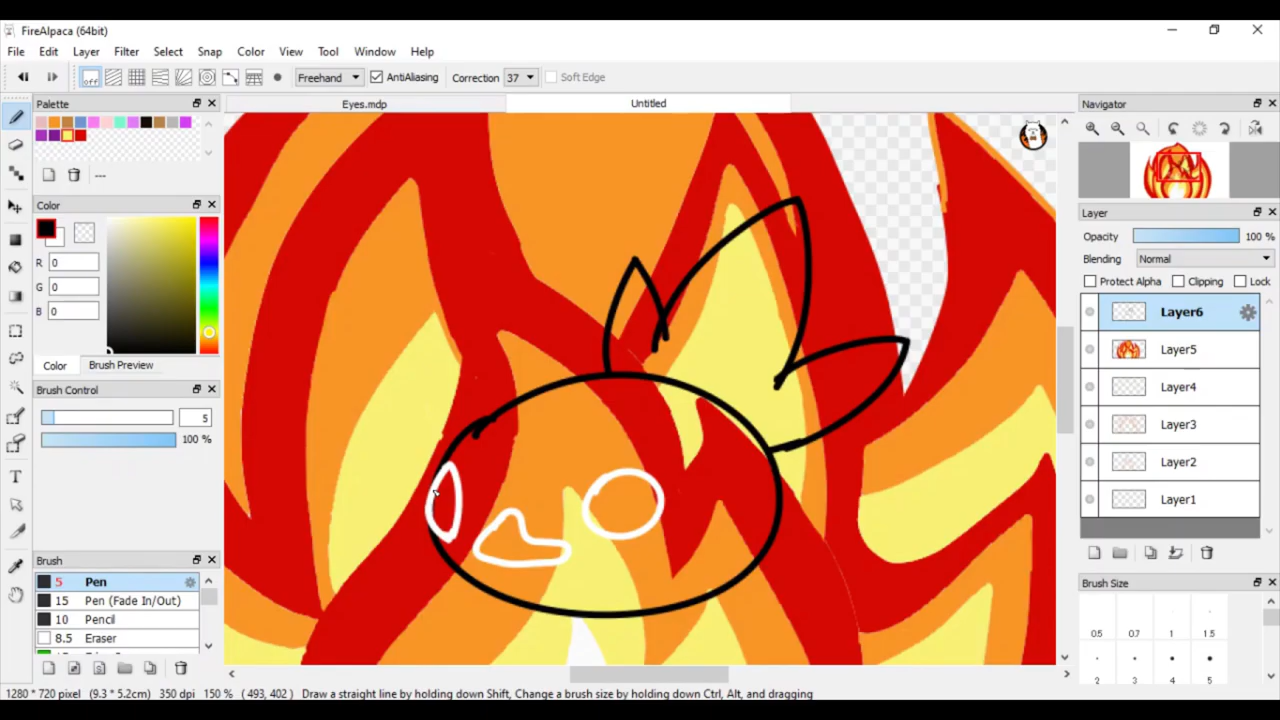 FireAlpaca (64bit)
File Edit Layer Filter Select Snap Color View Tool Window Help
off Freehand AntiAliasing Correction 37 Soft Edge
Palette
Eyes.mdp Untitled
Navigator
---
Color
R 0
G 0
B 0
Color Brush Preview
Brush Control
5
100 %
Layer
Opacity 100 %
Blending Normal
Protect Alpha Clipping Lock
Layer6
Layer5
Layer4
Layer3
Layer2
Layer1
Brush
5 Pen
15 Pen (Fade In/Out)
10 Pencil
8.5 Eraser
Brush Size
0.5 0.7 1 1.5
2 3 4 5
1280 * 720 pixel (9.3 * 5.2cm) 350 dpi 150 % ( 493, 402 ) Draw a straight line by holding down Shift, Change a brush size by holding down Ctrl, Alt, and dragging